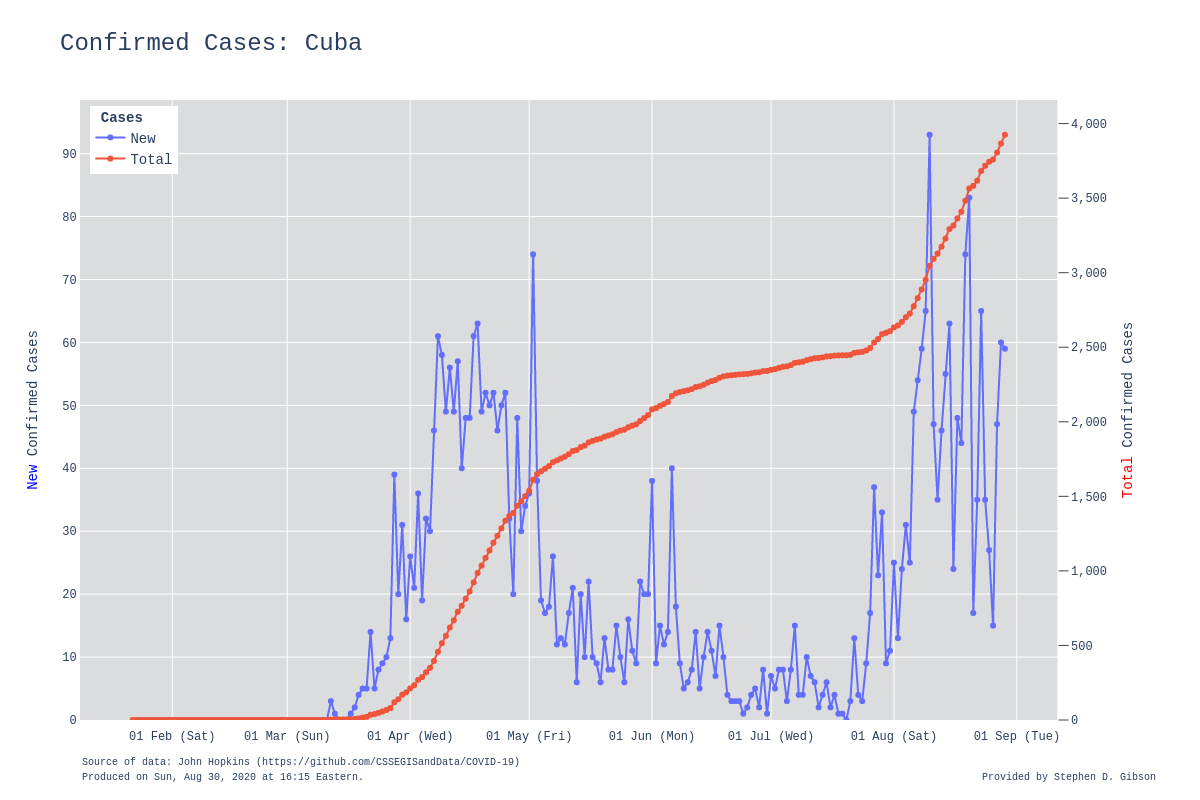 Confirmed Cases: Cuba
Cases
New
Total
90
80
70
60
50
40
30
20
10
0
New Confirmed Cases
4,000
3,500
3,000
2,500
2,000
1,500
1,000
500
0
Total Confirmed Cases
01 Feb (Sat) 01 Mar (Sun) 01 Apr (Wed) 01 May (Fri) 01 Jun (Mon) 01 Jul (Wed) 01 Aug (Sat) 01 Sep (Tue)
Source of data: John Hopkins (https://github.com/CSSEGISandData/COVID-19)
Produced on Sun, Aug 30, 2020 at 16:15 Eastern.
Provided by Stephen D. Gibson